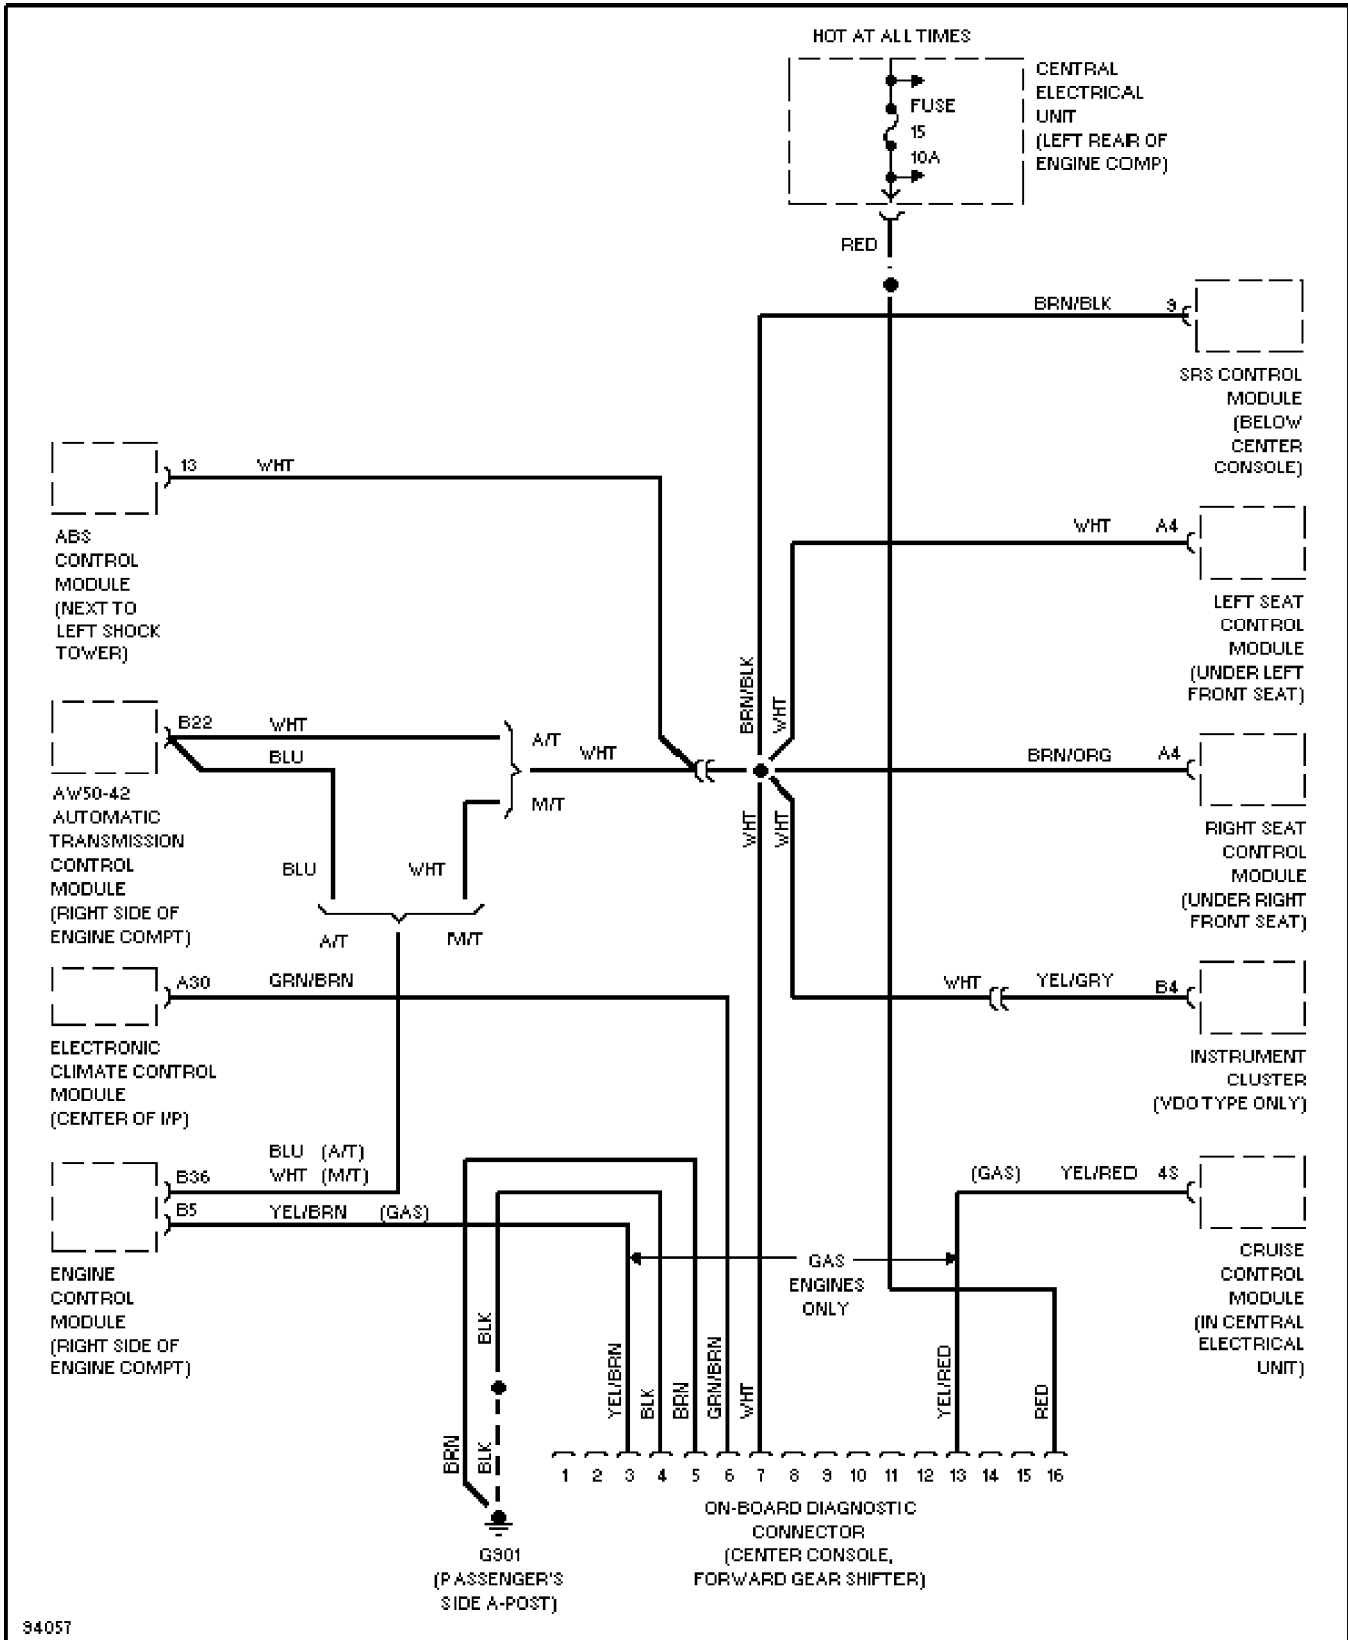 HOT AT ALL TIMES
CENTRAL
ELECTRICAL
UNIT
(LEFT REAR OF
ENGINE COMP)
FUSE
15
10A
RED
BRN/BLK
9
SRS CONTROL
MODULE
(BELOW
CENTER
CONSOLE)
13
WHT
ABS
CONTROL
MODULE
(NEXT TO
LEFT SHOCK
TOWER)
WHT
A4
LEFT SEAT
CONTROL
MODULE
(UNDER LEFT
FRONT SEAT)
BRN/BLK
WHT
B22
WHT
BLU
A/T
WHT
M/T
BRN/ORG
A4
AW50-42
AUTOMATIC
TRANSMISSION
CONTROL
MODULE
(RIGHT SIDE OF
ENGINE COMPT)
BLU
WHT
A/T
M/T
WHT
WHT
RIGHT SEAT
CONTROL
MODULE
(UNDER RIGHT
FRONT SEAT)
A30
GRN/BRN
WHT
YEL/GRY
B4
ELECTRONIC
CLIMATE CONTROL
MODULE
(CENTER OF I/P)
INSTRUMENT
CLUSTER
(VDO TYPE ONLY)
BLU (A/T)
B36
WHT (M/T)
B5
YEL/BRN (GAS)
(GAS)
YEL/RED
4S
ENGINE
CONTROL
MODULE
(RIGHT SIDE OF
ENGINE COMPT)
GAS
ENGINES
ONLY
CRUISE
CONTROL
MODULE
(IN CENTRAL
ELECTRICAL
UNIT)
BLK
YEL/BRN
BLK
BRN
GRN/BRN
WHT
YEL/RED
RED
BRN
BLK
1 2 3 4 5 6 7 8 9 10 11 12 13 14 15 16
ON-BOARD DIAGNOSTIC
CONNECTOR
(CENTER CONSOLE,
FORWARD GEAR SHIFTER)
G901
(PASSENGER'S
SIDE A-POST)
94057